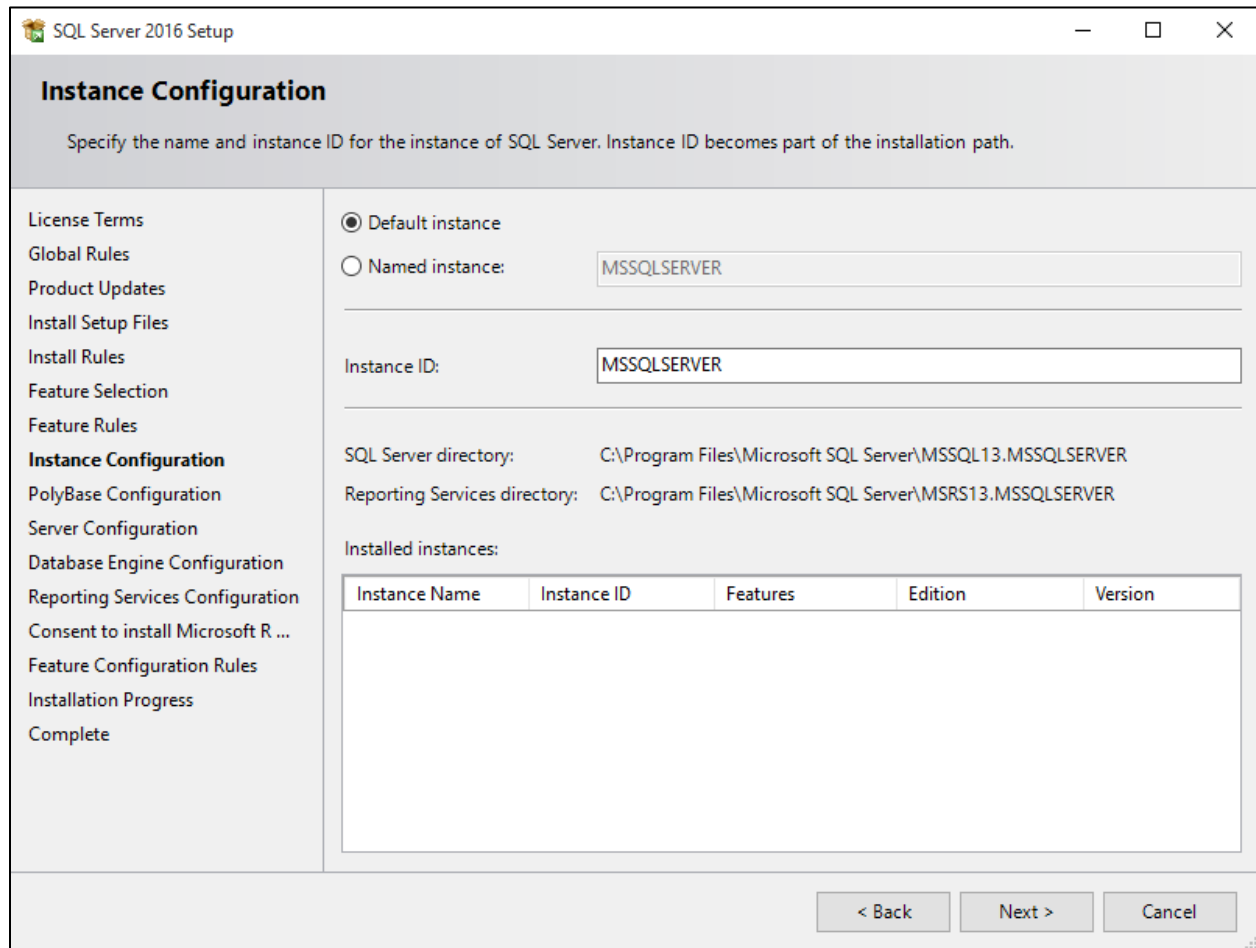 SQL Server 2016 Setup
Instance Configuration
Specify the name and instance ID for the instance of SQL Server. Instance ID becomes part of the installation path.
License Terms
Global Rules
Product Updates
Install Setup Files
Install Rules
Feature Selection
Feature Rules
Instance Configuration
PolyBase Configuration
Server Configuration
Database Engine Configuration
Reporting Services Configuration
Consent to install Microsoft R ...
Feature Configuration Rules
Installation Progress
Complete
Default instance
Named instance: MSSQLSERVER
Instance ID: MSSQLSERVER
SQL Server directory: C:\Program Files\Microsoft SQL Server\MSSQL13.MSSQLSERVER
Reporting Services directory: C:\Program Files\Microsoft SQL Server\MSRS13.MSSQLSERVER
Installed instances:
Instance Name Instance ID Features Edition Version
< Back Next > Cancel